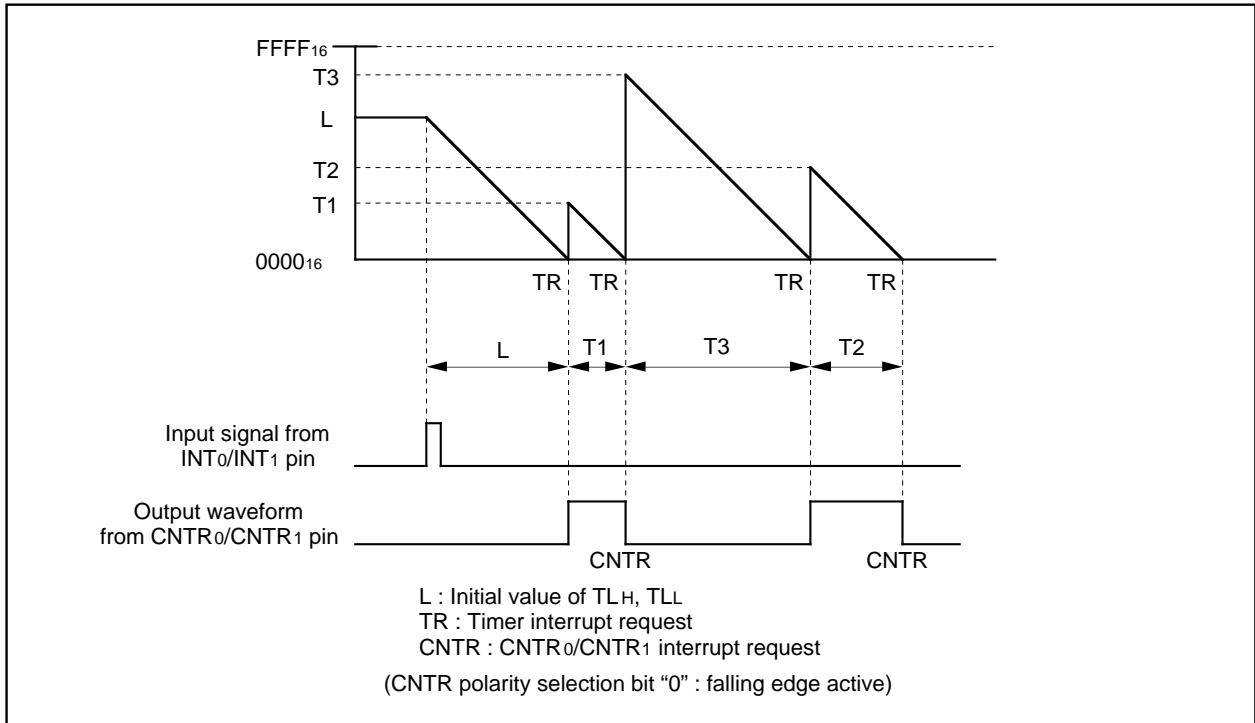 FFFF16
T3
L
T2
T1
000016
TR TR TR TR
L T1 T3 T2
Input signal from
INT0/INT1 pin
Output waveform
from CNTR0/CNTR1 pin
CNTR CNTR
L : Initial value of TLH, TLL
TR : Timer interrupt request
CNTR : CNTR0/CNTR1 interrupt request
(CNTR polarity selection bit “0” : falling edge active)